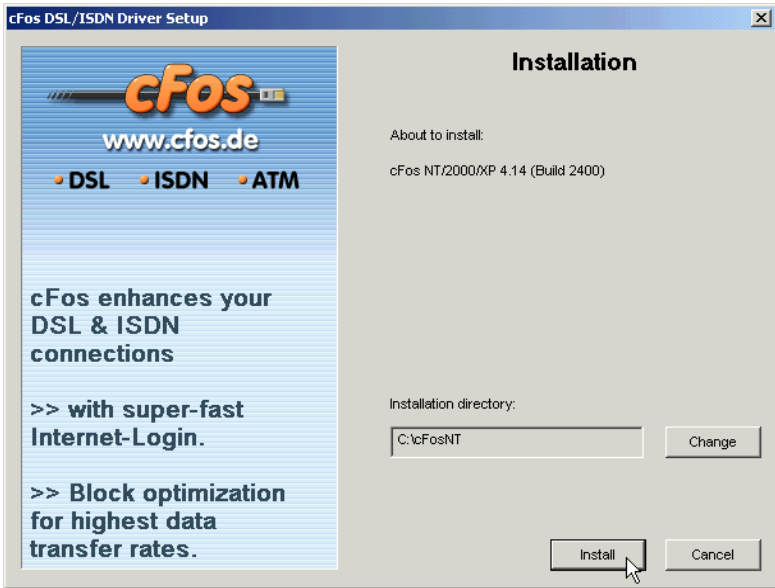 cFos DSL/ISDN Driver Setup
cFos
www.cfos.de
• DSL • ISDN • ATM
cFos enhances your
DSL & ISDN
connections
>> with super-fast
Internet-Login.
>> Block optimization
for highest data
transfer rates.
Installation
About to install:
cFos NT/2000/XP 4.14 (Build 2400)
Installation directory:
C:\cFosNT
Change
Install
Cancel